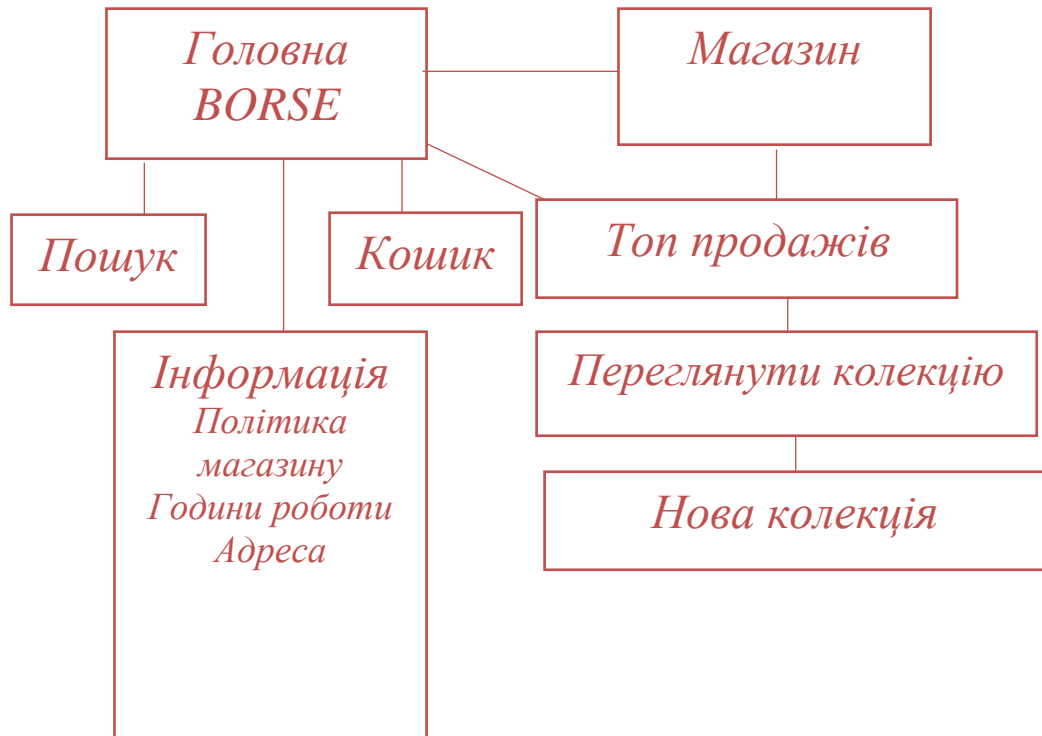 Головна
BORSE
Магазин
Пошук
Кошик
Топ продажів
Інформація
Політика
магазину
Години роботи
Адреса
Переглянути колекцію
Нова колекція